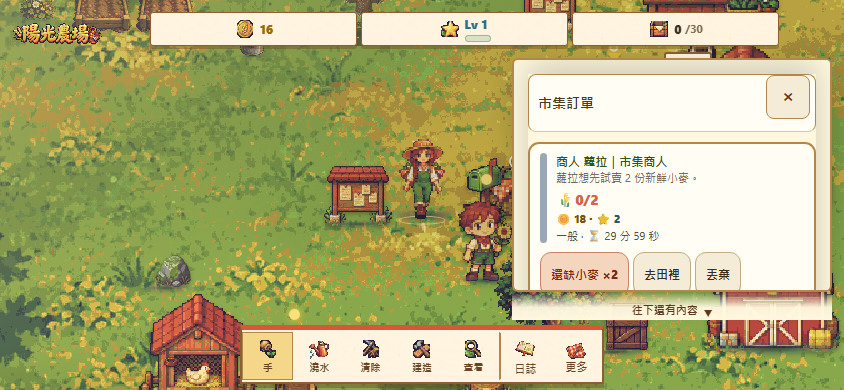 陽光農場
16
Lv 1
0 /30
市集訂單
×
商人 蘿拉 | 市集商人
蘿拉想先試賣 2 份新鮮小麥。
0/2
18 · 2
一般 · 29 分 59 秒
還缺小麥 ×2
去田裡
丟棄
往下還有內容 ▼
手
澆水
清除
建造
查看
日誌
更多